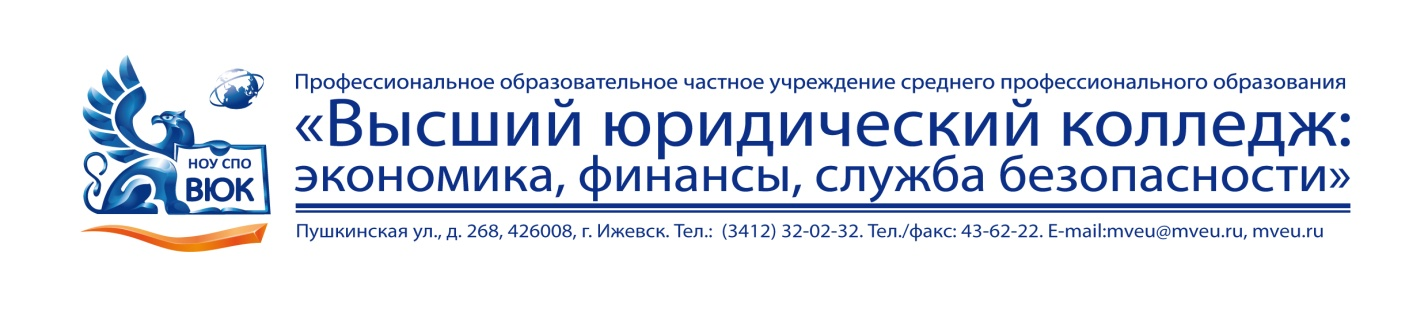 НОУ СПО
ВЮК
Профессиональное образовательное частное учреждение среднего профессионального образования
«Высший юридический колледж:
экономика, финансы, служба безопасности»
Пушкинская ул., д. 268, 426008, г. Ижевск. Тел.: (3412) 32-02-32. Тел./факс: 43-62-22. E-mail:mveu@mveu.ru, mveu.ru